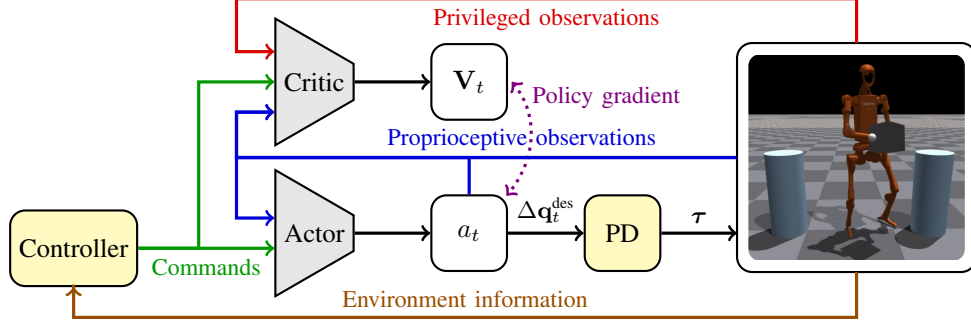 Privileged observations
Critic
V_t
Policy gradient
Proprioceptive observations
Controller
Commands
Actor
a_t
Δq_t^des
PD
τ
Environment information